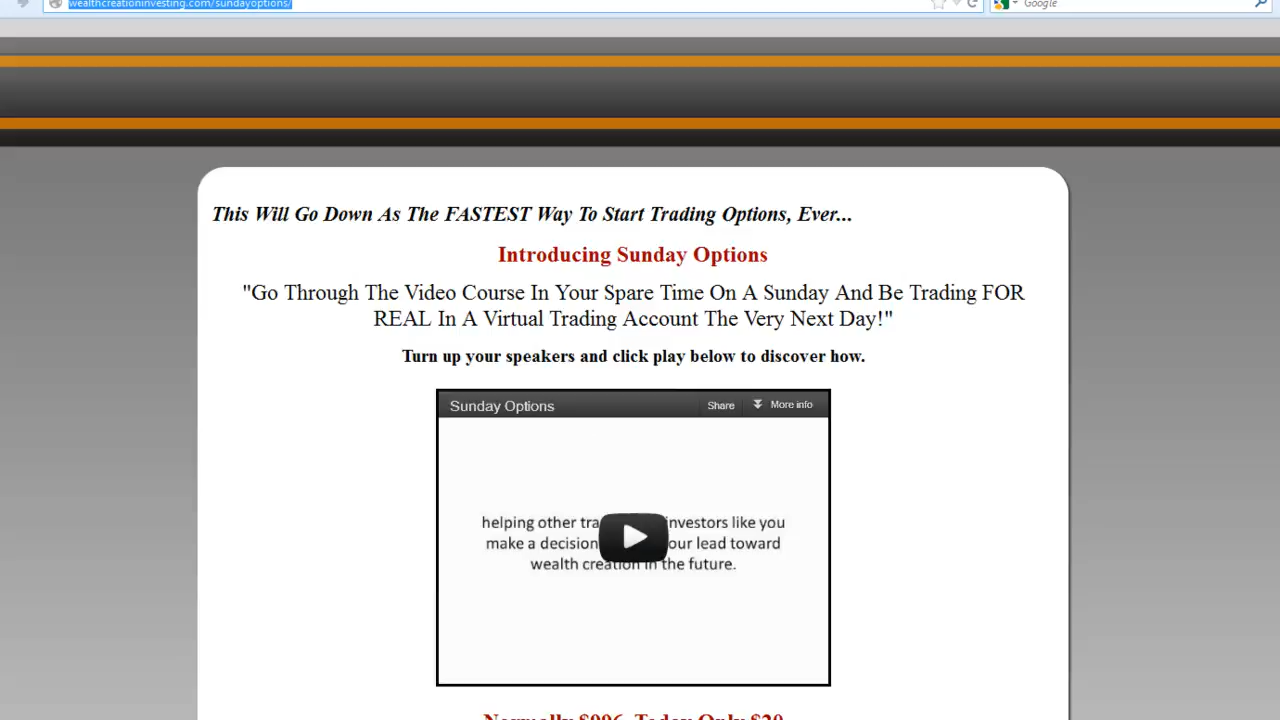 wealthcreationinvesting.com/sundayoptions/
Google
This Will Go Down As The FASTEST Way To Start Trading Options, Ever...
Introducing Sunday Options
"Go Through The Video Course In Your Spare Time On A Sunday And Be Trading FOR
REAL In A Virtual Trading Account The Very Next Day!"
Turn up your speakers and click play below to discover how.
Sunday Options
Share
More info
helping other tra investors like you
make a decision our lead toward
wealth creation in the future.
Today Only